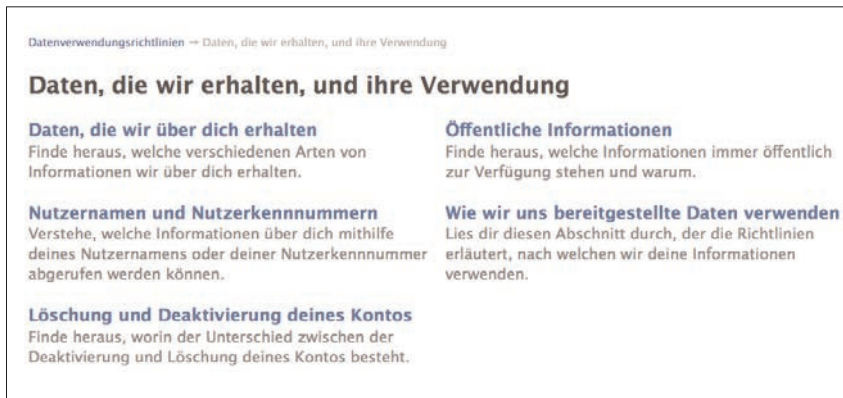 Datenverwendungsrichtlinien → Daten, die wir erhalten, und ihre Verwendung
Daten, die wir erhalten, und ihre Verwendung
Daten, die wir über dich erhalten
Finde heraus, welche verschiedenen Arten von
Informationen wir über dich erhalten.
Nutzernamen und Nutzerkennnummern
Verstehe, welche Informationen über dich mithilfe
deines Nutzernamens oder deiner Nutzerkennnummer
abgerufen werden können.
Löschung und Deaktivierung deines Kontos
Finde heraus, worin der Unterschied zwischen der
Deaktivierung und Löschung deines Kontos besteht.
Öffentliche Informationen
Finde heraus, welche Informationen immer öffentlich
zur Verfügung stehen und warum.
Wie wir uns bereitgestellte Daten verwenden
Lies dir diesen Abschnitt durch, der die Richtlinien
erläutert, nach welchen wir deine Informationen
verwenden.